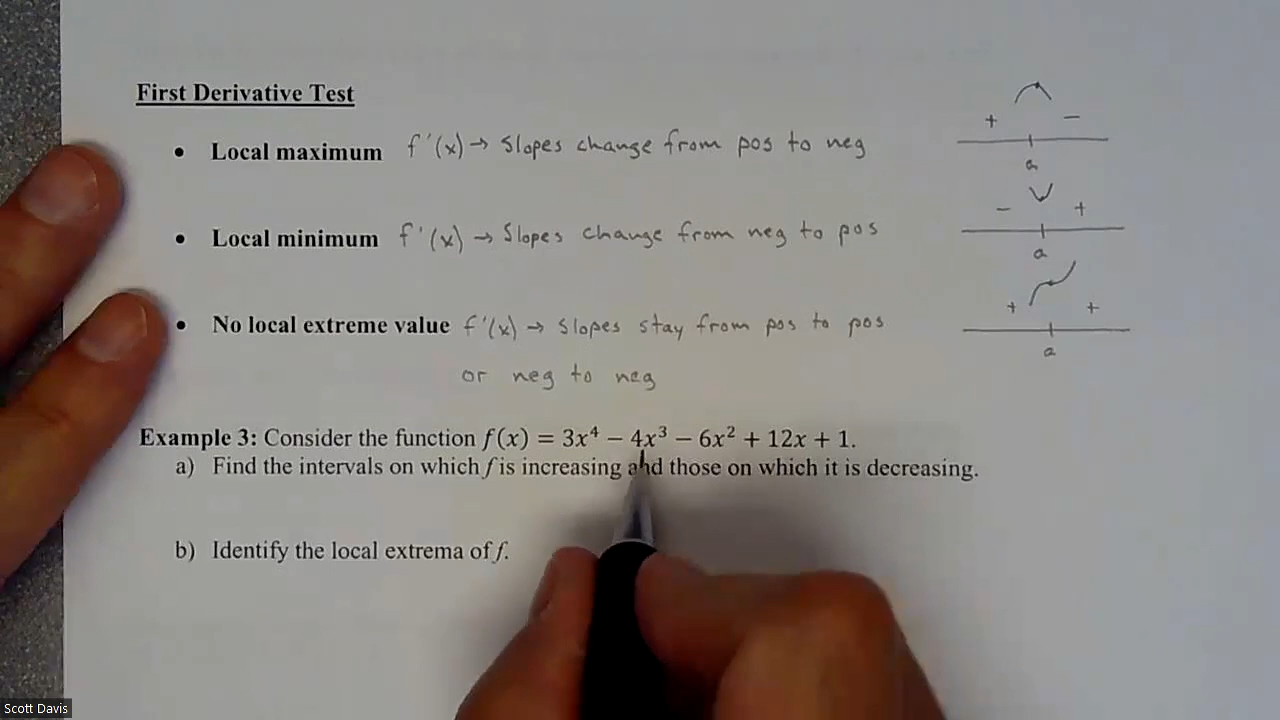 First Derivative Test
+ −
• Local maximum f'(x) → Slopes change from pos to neg
a
− +
• Local minimum f'(x) → Slopes change from neg to pos
a
+ +
• No local extreme value f'(x) → Slopes stay from pos to pos
a
or neg to neg
Example 3: Consider the function f(x) = 3x⁴ − 4x³ − 6x² + 12x + 1.
a) Find the intervals on which f is increasing and those on which it is decreasing.
b) Identify the local extrema of f.
Scott Davis